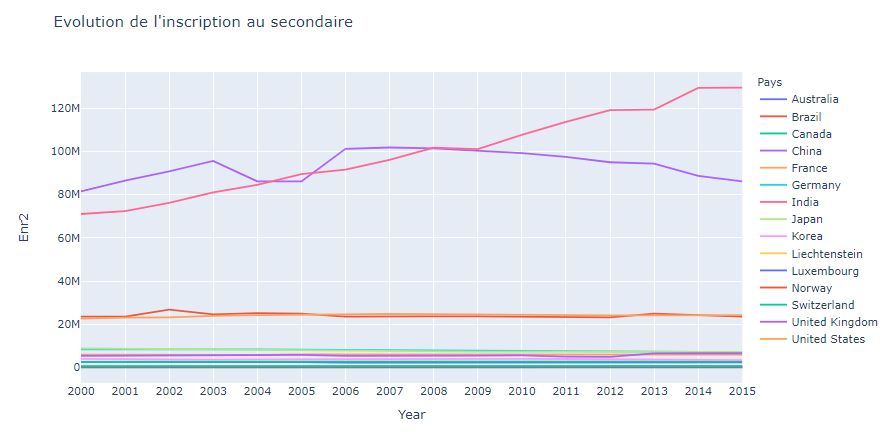 Evolution de l'inscription au secondaire
Pays
Australia
Brazil
Canada
China
France
Germany
India
Japan
Korea
Liechtenstein
Luxembourg
Norway
Switzerland
United Kingdom
United States
Enr2
120M
100M
80M
60M
40M
20M
0
2000 2001 2002 2003 2004 2005 2006 2007 2008 2009 2010 2011 2012 2013 2014 2015
Year